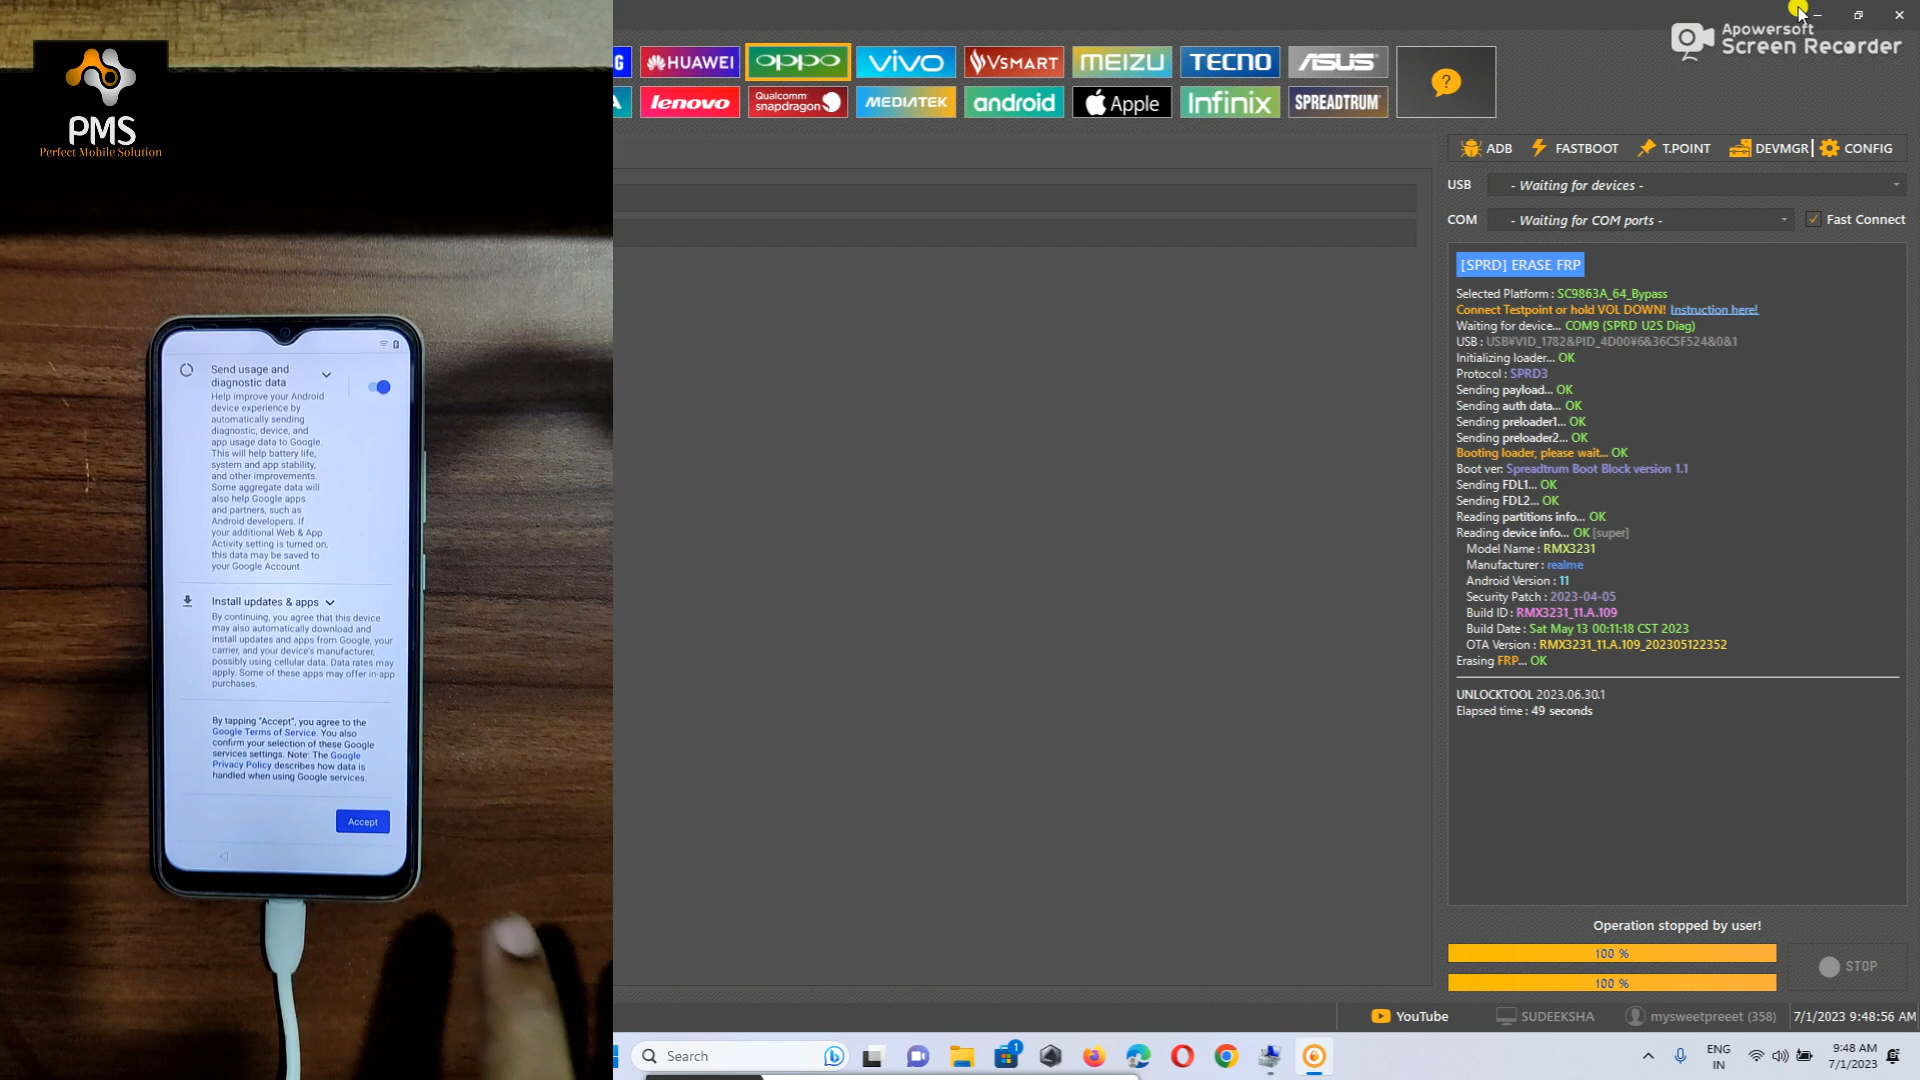 PMS
Perfect Mobile Solution
Send usage and
diagnostic data
Help improve your Android
device experience by
automatically sending
diagnostic, device, and
app usage data to Google.
This will help battery life,
system and app stability,
and other improvements.
Some aggregate data will
also help Google apps
and partners, such as
Android developers. If
your additional Web & App
Activity setting is turned on,
this data may be saved to
your Google Account.
Install updates & apps
By continuing, you agree that this device
may also automatically download and
install updates and apps from Google, your
carrier, and your device's manufacturer,
possibly using cellular data. Data rates may
apply. Some of these apps may offer in-app
purchases.
By tapping "Accept", you agree to the
Google Terms of Service. You also
confirm your selection of these Google
services settings. Note: The Google
Privacy Policy describes how data is
handled when using Google services.
Accept
Apowersoft
Screen Recorder
G HUAWEI oppo vivo VSMART MEIZU TECNO ASUS ?
A lenovo Qualcomm snapdragon MEDIATEK android Apple Infinix SPREADTRUM
ADB FASTBOOT T.POINT DEVMGR CONFIG
USB - Waiting for devices -
COM - Waiting for COM ports - Fast Connect
[SPRD] ERASE FRP
Selected Platform : SC9863A_64_Bypass
Connect Testpoint or hold VOL DOWN! Instruction here!
Waiting for device... COM9 (SPRD U2S Diag)
USB : USB¥VID_1782&PID_4D00¥6&36C5F524&0&1
Initializing loader... OK
Protocol : SPRD3
Sending payload... OK
Sending auth data... OK
Sending preloader1... OK
Sending preloader2... OK
Booting loader, please wait... OK
Boot ver: Spreadtrum Boot Block version 1.1
Sending FDL1... OK
Sending FDL2... OK
Reading partitions info... OK
Reading device info... OK [super]
Model Name : RMX3231
Manufacturer : realme
Android Version : 11
Security Patch : 2023-04-05
Build ID : RMX3231_11.A.109
Build Date : Sat May 13 00:11:18 CST 2023
OTA Version : RMX3231_11.A.109_202305122352
Erasing FRP... OK
UNLOCKTOOL 2023.06.30.1
Elapsed time : 49 seconds
Operation stopped by user!
100 %
100 %
STOP
YouTube SUDEEKSHA mysweetpreeet (358) 7/1/2023 9:48:56 AM
Search
1
ENG
IN
9:48 AM
7/1/2023